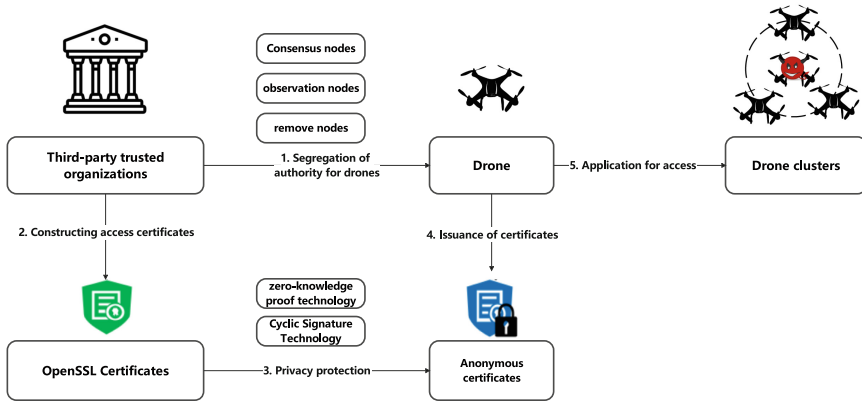 Consensus nodes
observation nodes
remove nodes
Third-party trusted
organizations
1. Segregation of
authority for drones
Drone
5. Application for access
Drone clusters
2. Constructing access certificates
4. Issuance of certificates
zero-knowledge
proof technology
Cyclic Signature
Technology
OpenSSL Certificates
3. Privacy protection
Anonymous
certificates